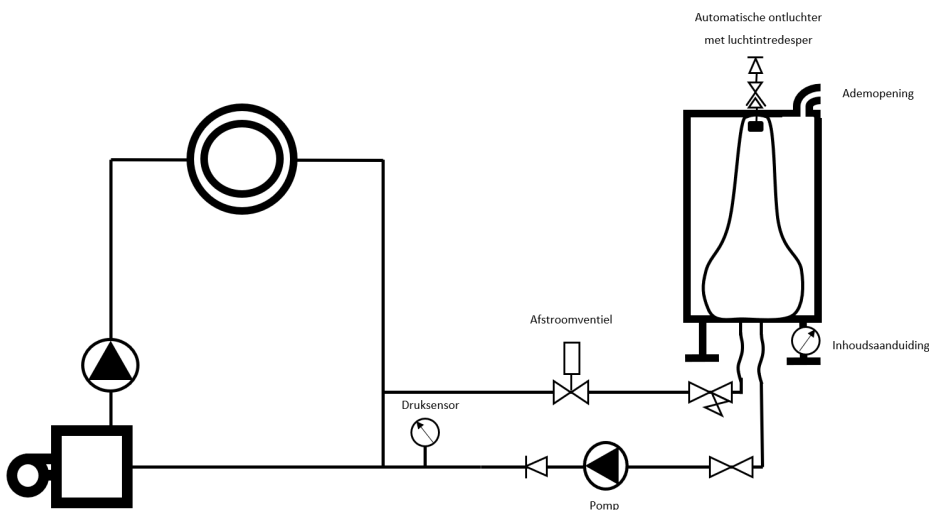 Automatische ontluchter
met luchtintredesper
Ademopening
Afstroomventiel
Inhoudsaanduiding
Druksensor
Pomp